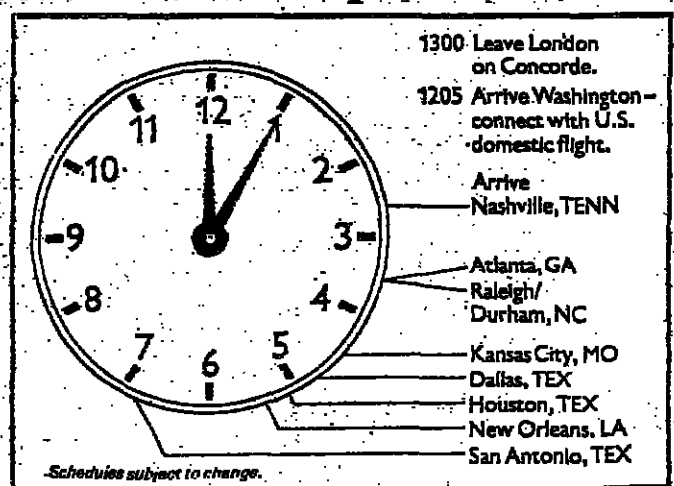 1300 Leave London
on Concorde.
1205 Arrive Washington –
connect with U.S.
domestic flight.
Arrive
Nashville, TENN
Atlanta, GA
Raleigh/
Durham, NC
Kansas City, MO
Dallas, TEX
Houston, TEX
New Orleans, LA
San Antonio, TEX
12
1
2
3
4
5
6
7
8
9
10
11
Schedules subject to change.